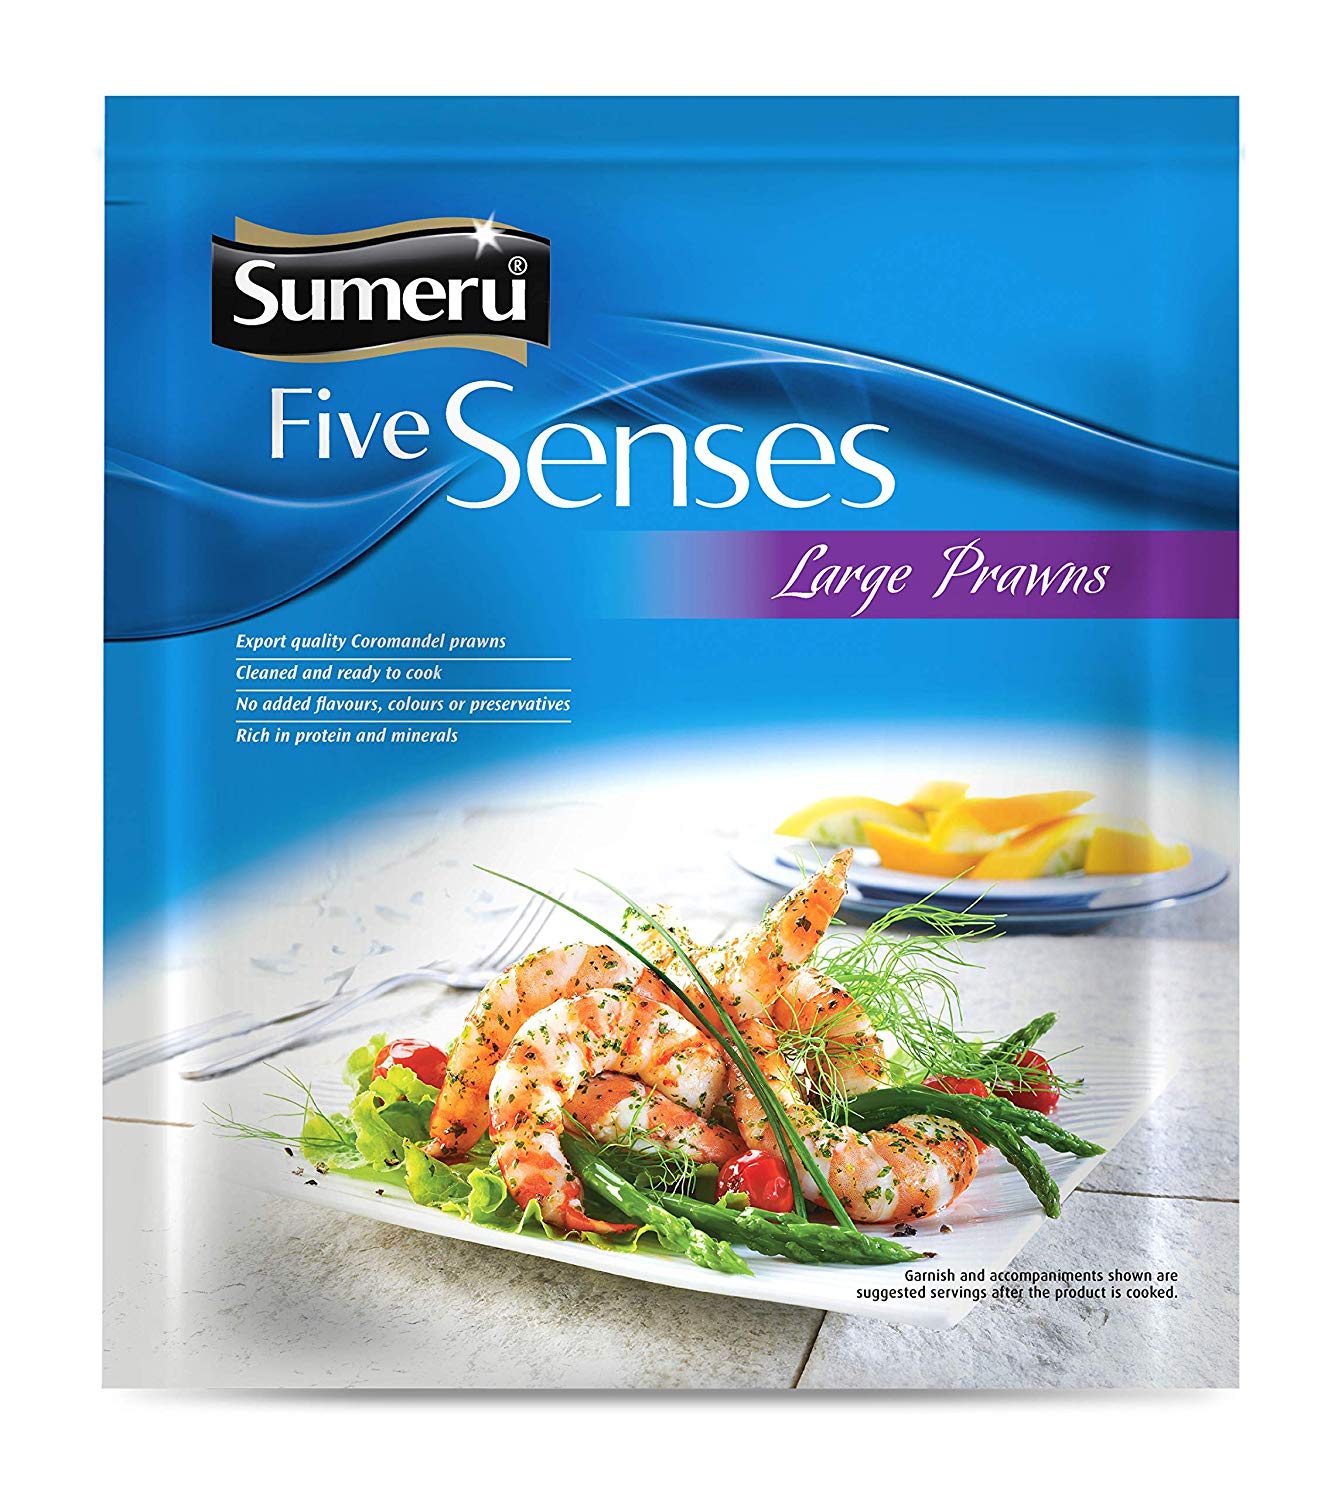 Sumeru®
Five Senses
Large Prawns
Export quality Coromandel prawns
Cleaned and ready to cook
No added flavours, colours or preservatives
Rich in protein and minerals
Garnish and accompaniments shown are
suggested servings after the product is cooked.